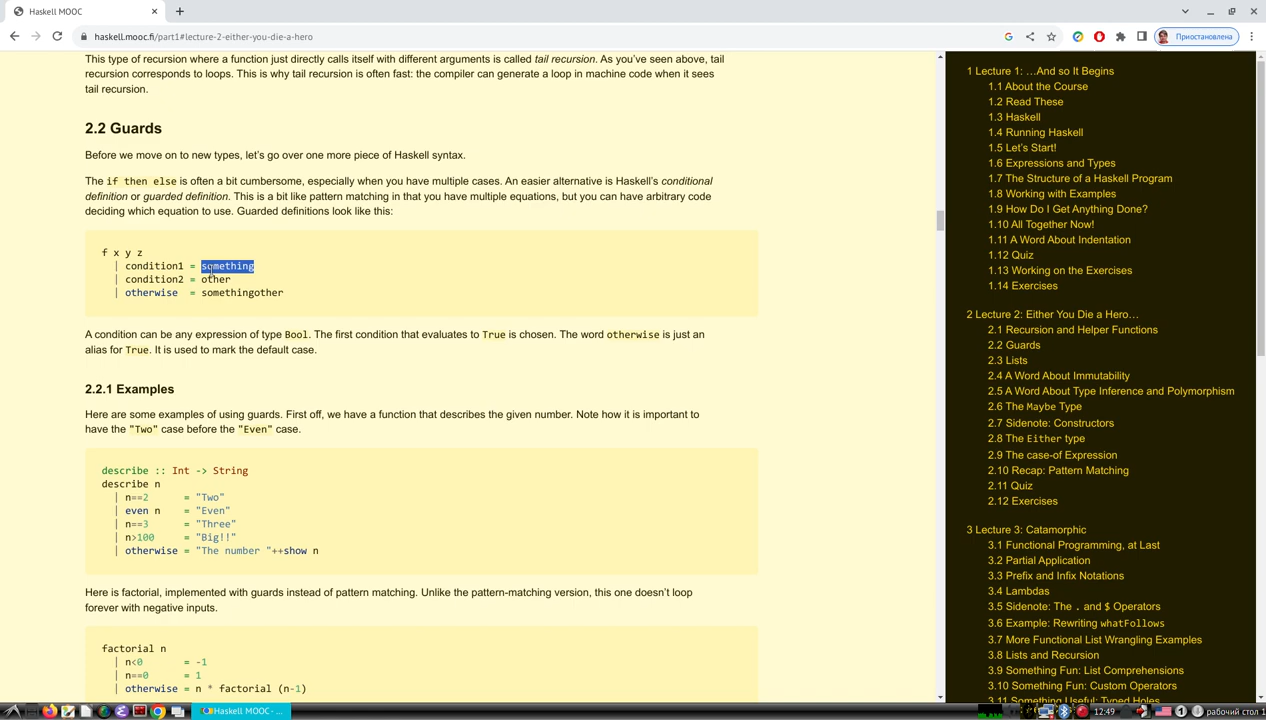 Haskell MOOC
haskell.mooc.fi/part1#lecture-2-either-you-die-a-hero
Приостановлена
This type of recursion where a function just directly calls itself with different arguments is called tail recursion. As you've seen above, tail
recursion corresponds to loops. This is why tail recursion is often fast: the compiler can generate a loop in machine code when it sees
tail recursion.
2.2 Guards
Before we move on to new types, let's go over one more piece of Haskell syntax.
The if then else is often a bit cumbersome, especially when you have multiple cases. An easier alternative is Haskell's conditional
definition or guarded definition. This is a bit like pattern matching in that you have multiple equations, but you can have arbitrary code
deciding which equation to use. Guarded definitions look like this:
f x y z
| condition1 = something
| condition2 = other
| otherwise = somethingother
A condition can be any expression of type Bool. The first condition that evaluates to True is chosen. The word otherwise is just an
alias for True. It is used to mark the default case.
2.2.1 Examples
Here are some examples of using guards. First off, we have a function that describes the given number. Note how it is important to
have the "Two" case before the "Even" case.
describe :: Int -> String
describe n
| n==2 = "Two"
| even n = "Even"
| n==3 = "Three"
| n>100 = "Big!!"
| otherwise = "The number "++show n
Here is factorial, implemented with guards instead of pattern matching. Unlike the pattern-matching version, this one doesn't loop
forever with negative inputs.
factorial n
| n<0 = -1
| n==0 = 1
| otherwise = n * factorial (n-1)
1 Lecture 1: …And so It Begins
1.1 About the Course
1.2 Read These
1.3 Haskell
1.4 Running Haskell
1.5 Let's Start!
1.6 Expressions and Types
1.7 The Structure of a Haskell Program
1.8 Working with Examples
1.9 How Do I Get Anything Done?
1.10 All Together Now!
1.11 A Word About Indentation
1.12 Quiz
1.13 Working on the Exercises
1.14 Exercises
2 Lecture 2: Either You Die a Hero…
2.1 Recursion and Helper Functions
2.2 Guards
2.3 Lists
2.4 A Word About Immutability
2.5 A Word About Type Inference and Polymorphism
2.6 The Maybe Type
2.7 Sidenote: Constructors
2.8 The Either type
2.9 The case-of Expression
2.10 Recap: Pattern Matching
2.11 Quiz
2.12 Exercises
3 Lecture 3: Catamorphic
3.1 Functional Programming, at Last
3.2 Partial Application
3.3 Prefix and Infix Notations
3.4 Lambdas
3.5 Sidenote: The . and $ Operators
3.6 Example: Rewriting whatFollows
3.7 More Functional List Wrangling Examples
3.8 Lists and Recursion
3.9 Something Fun: List Comprehensions
3.10 Something Fun: Custom Operators
3.11 Something Useful: Typed Holes
Haskell MOOC - ...
12:49
рабочий стол 1